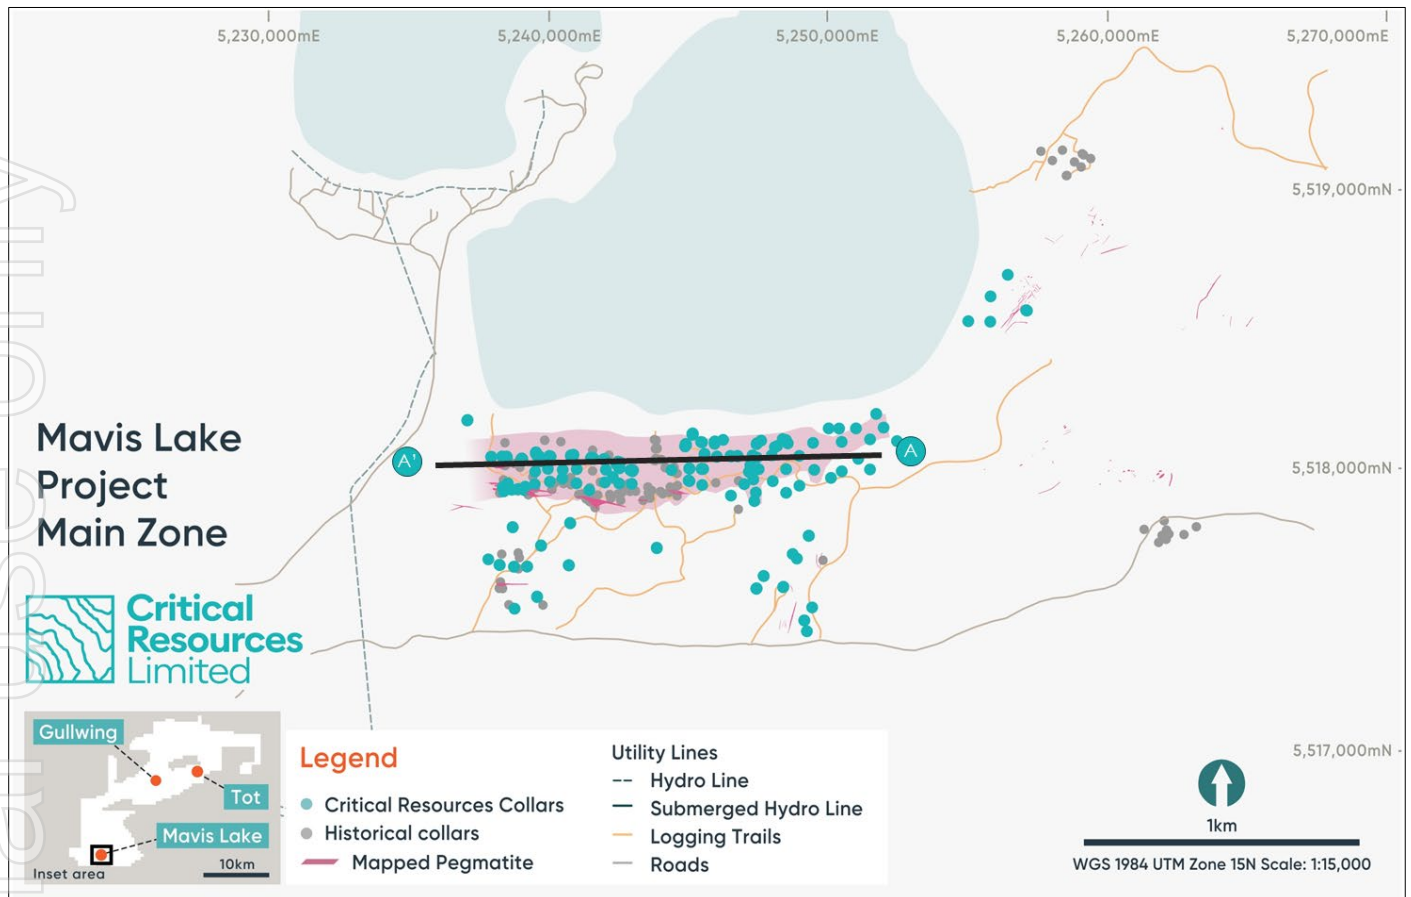 5,230,000mE 5,240,000mE 5,250,000mE 5,260,000mE 5,270,000mE
5,519,000mN
5,518,000mN
5,517,000mN
A'
A
Mavis Lake
Project
Main Zone
Critical
Resources
Limited
Gullwing
Tot
Mavis Lake
Inset area
10km
Legend
Critical Resources Collars
Historical collars
Mapped Pegmatite
Utility Lines
Hydro Line
Submerged Hydro Line
Logging Trails
Roads
1km
WGS 1984 UTM Zone 15N Scale: 1:15,000